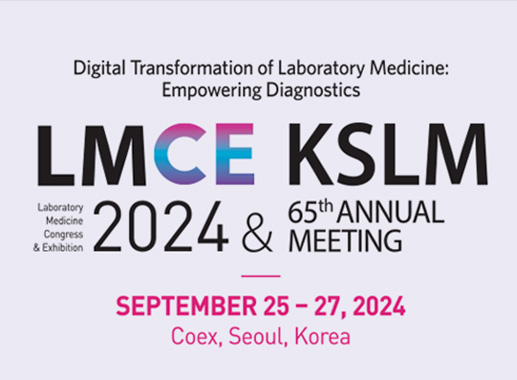 Digital Transformation of Laboratory Medicine:
Empowering Diagnostics
LMCE KSLM
Laboratory
Medicine
Congress
& Exhibition
2024 & 65th ANNUAL
MEETING
SEPTEMBER 25 – 27, 2024
Coex, Seoul, Korea